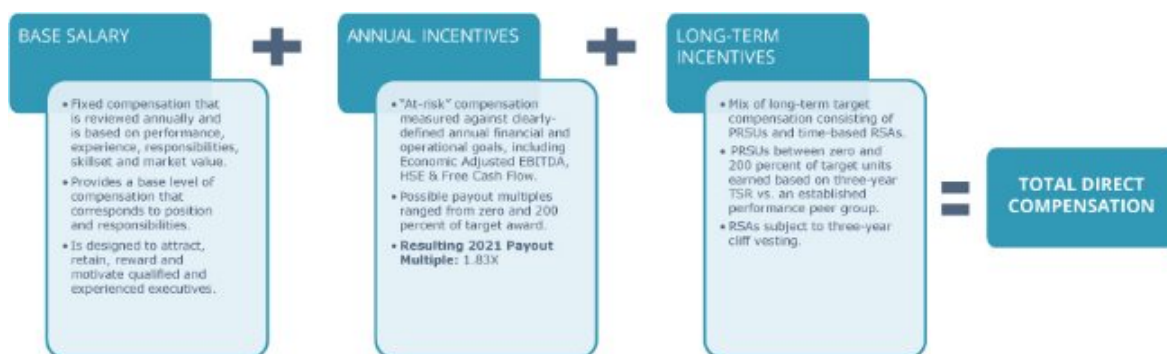 BASE SALARY
• Fixed compensation that
is reviewed annually and
is based on performance,
experience, responsibilities,
skillset and market value.
• Provides a base level of
compensation that
corresponds to position
and responsibilities.
• Is designed to attract,
retain, reward and
motivate qualified and
experienced executives.
+
ANNUAL INCENTIVES
• "At-risk" compensation
measured against clearly-
defined annual financial and
operational goals, including
Economic Adjusted EBITDA,
HSE & Free Cash Flow.
• Possible payout multiples
ranged from zero and 200
percent of target award.
• Resulting 2021 Payout
Multiple: 1.83X
+
LONG-TERM
INCENTIVES
• Mix of long-term target
compensation consisting of
PRSUs and time-based RSAs.
• PRSUs between zero and
200 percent of target units
earned based on three-year
TSR vs. an established
performance peer group.
• RSAs subject to three-year
cliff vesting.
=
TOTAL DIRECT
COMPENSATION